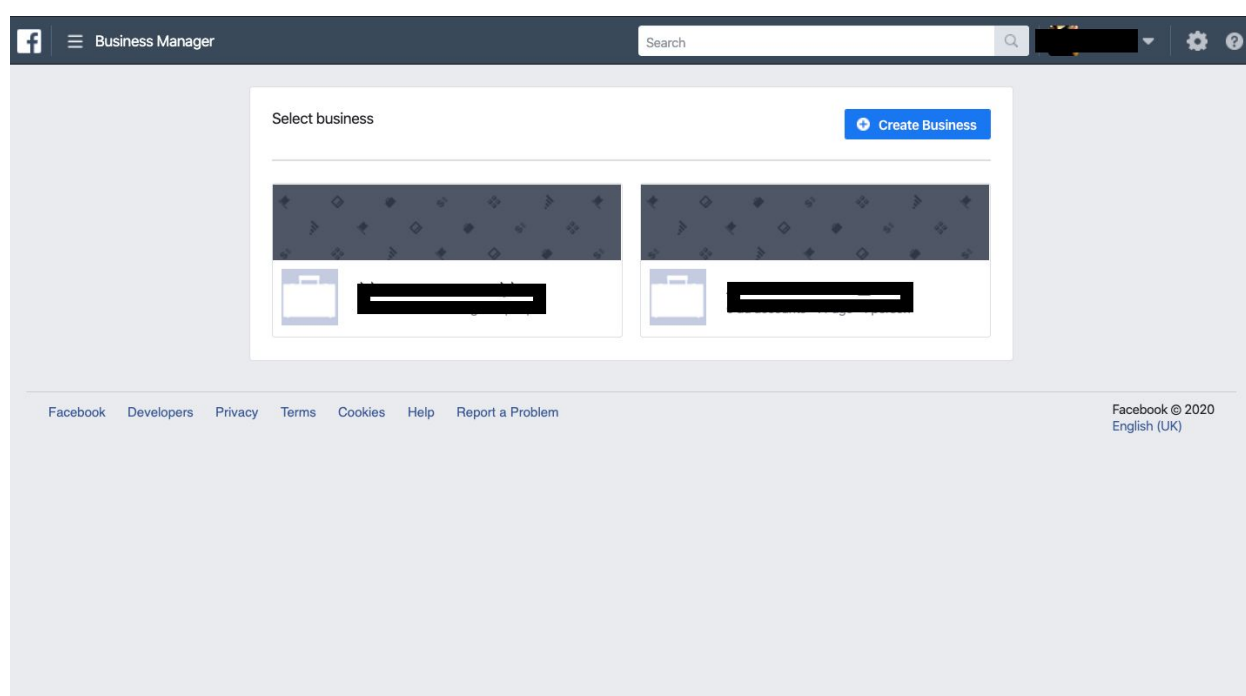 Business Manager
Search
Select business
Create Business
Facebook Developers Privacy Terms Cookies Help Report a Problem
Facebook © 2020
English (UK)